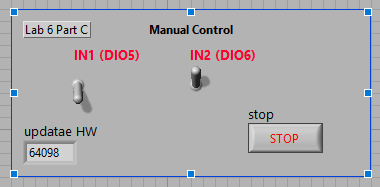 Lab 6 Part C
Manual Control
IN1 (DIO5) IN2 (DIO6)
stop
updatae HW
STOP
64098